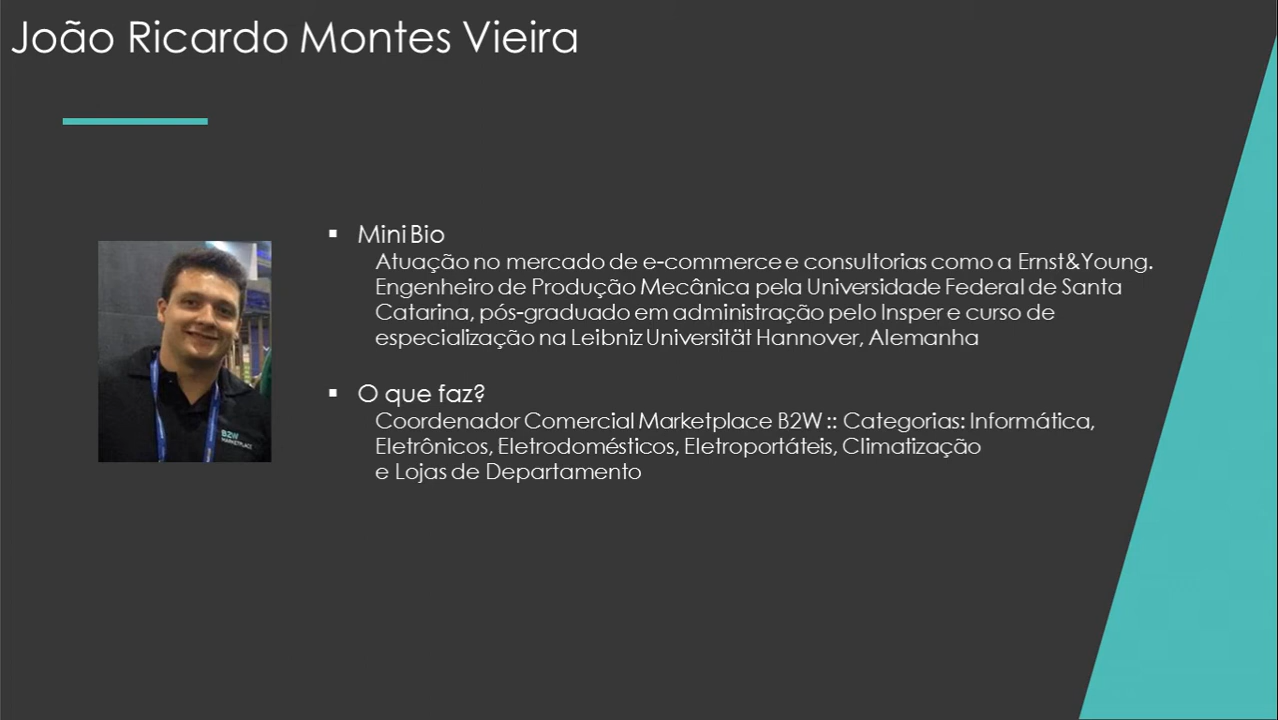 João Ricardo Montes Vieira
Mini Bio
Atuação no mercado de e-commerce e consultorias como a Ernst&Young.
Engenheiro de Produção Mecânica pela Universidade Federal de Santa
Catarina, pós-graduado em administração pelo Insper e curso de
especialização na Leibniz Universität Hannover, Alemanha
O que faz?
Coordenador Comercial Marketplace B2W :: Categorias: Informática,
Eletrônicos, Eletrodomésticos, Eletroportáteis, Climatização
e Lojas de Departamento
B2W
MARKETPLACE